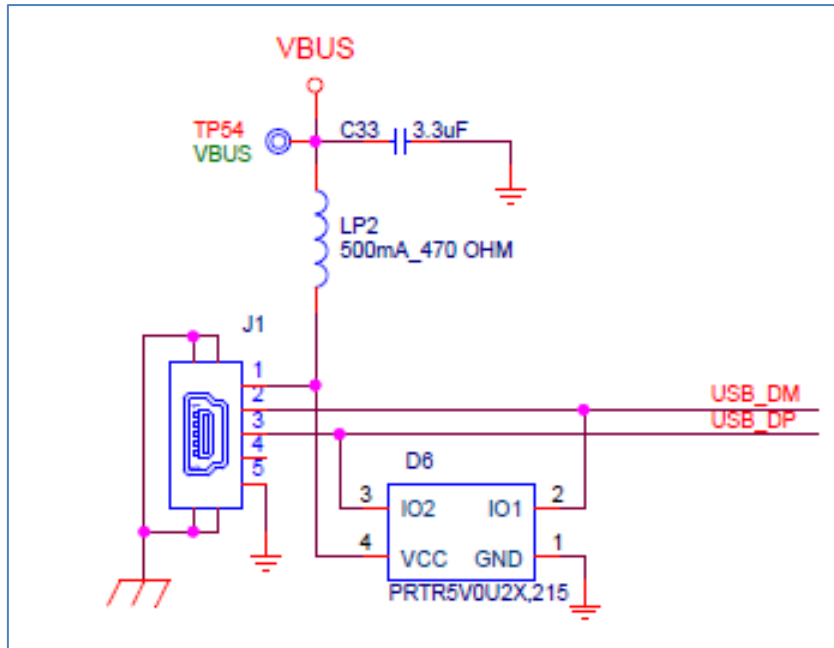 VBUS
TP54
VBUS
C33
3.3uF
LP2
500mA_470 OHM
J1
1
2
3
4
5
USB_DM
USB_DP
D6
3
IO2
IO1
2
4
VCC
GND
1
PRTR5V0U2X,215